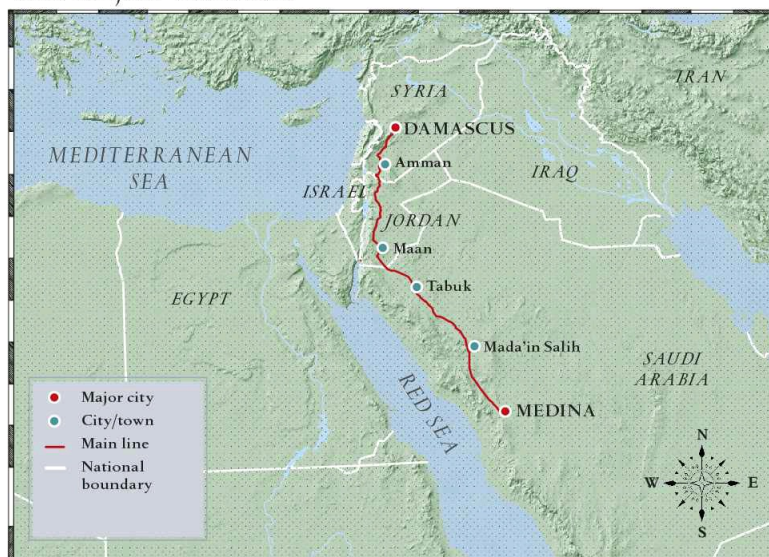 SYRIA
IRAN
DAMASCUS
MEDITERRANEAN
SEA
Amman
ISRAEL
IRAQ
JORDAN
Maan
EGYPT
Tabuk
Mada'in Salih
SAUDI
ARABIA
RED SEA
MEDINA
Major city
City/town
Main line
National
boundary
N
W
E
S